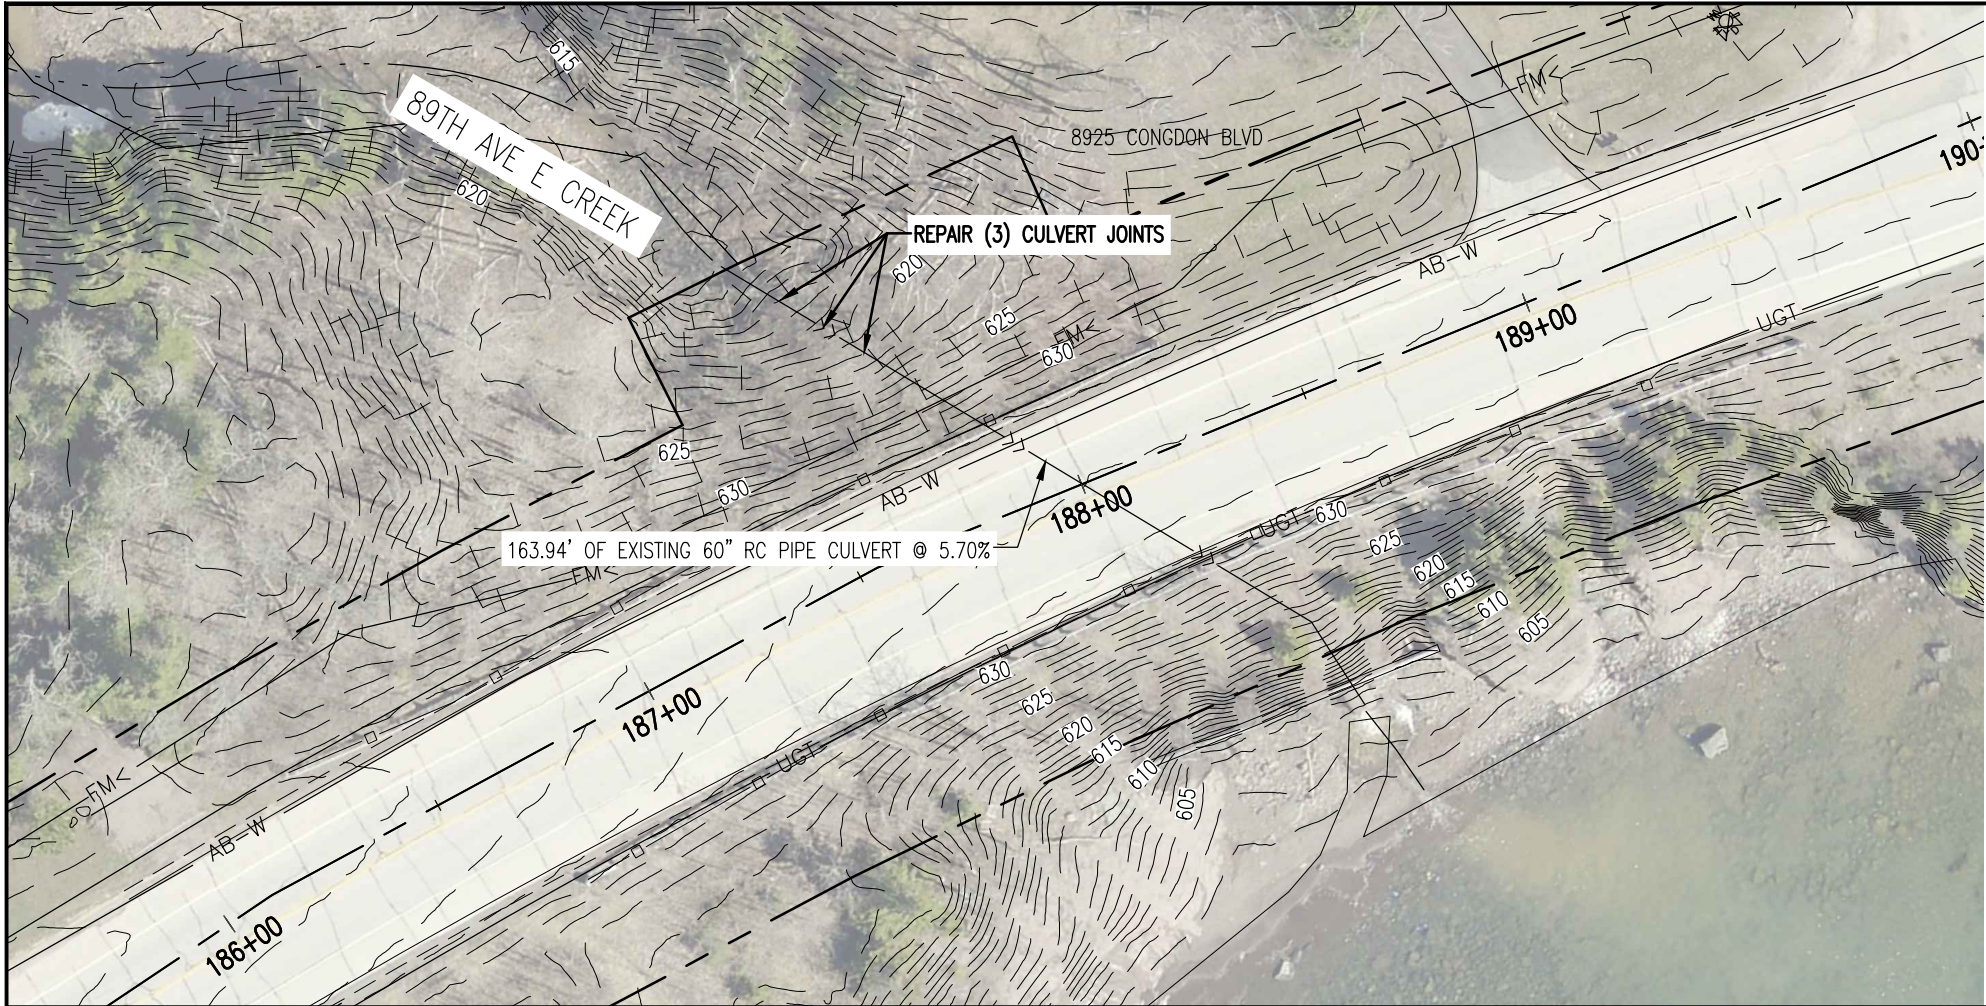 615
89TH AVE E CREEK
620
8925 CONGDON BLVD
FM
190
REPAIR (3) CULVERT JOINTS
620
AB-W
625
FM
630
189+00
UGT
625
630
AB-W
188+00
UGT
630
163.94' OF EXISTING 60" RC PIPE CULVERT @ 5.70%
FM
625
620
615
610
605
630
625
620
615
610
605
187+00
UGT
FM
AB-W
186+00